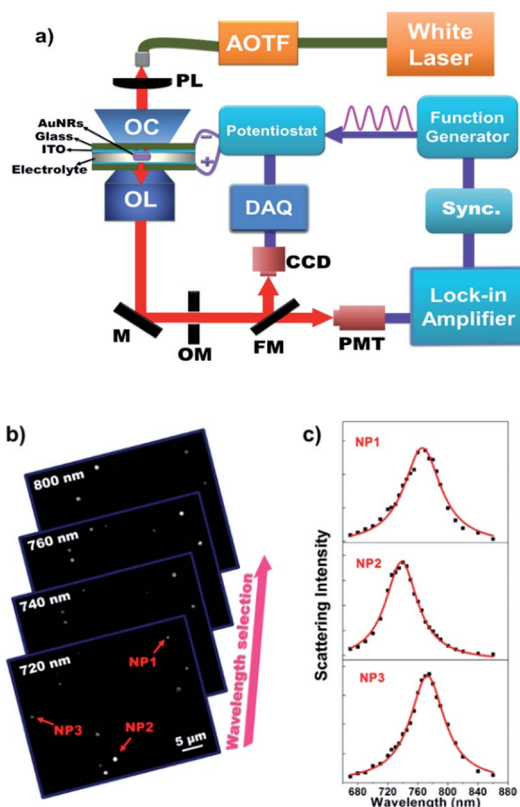 a)
White
Laser
AOTF
PL
OC
AuNRs
Glass
ITO
Electrolyte
OL
−
+
Potentiostat
Function
Generator
DAQ
Sync.
CCD
Lock-in
Amplifier
M
OM
FM
PMT
b)
800 nm
760 nm
740 nm
720 nm
NP1
NP3
NP2
5 μm
Wavelength selection
c)
NP1
NP2
NP3
Scattering Intensity
680 720 760 800 840 880
Wavelength (nm)